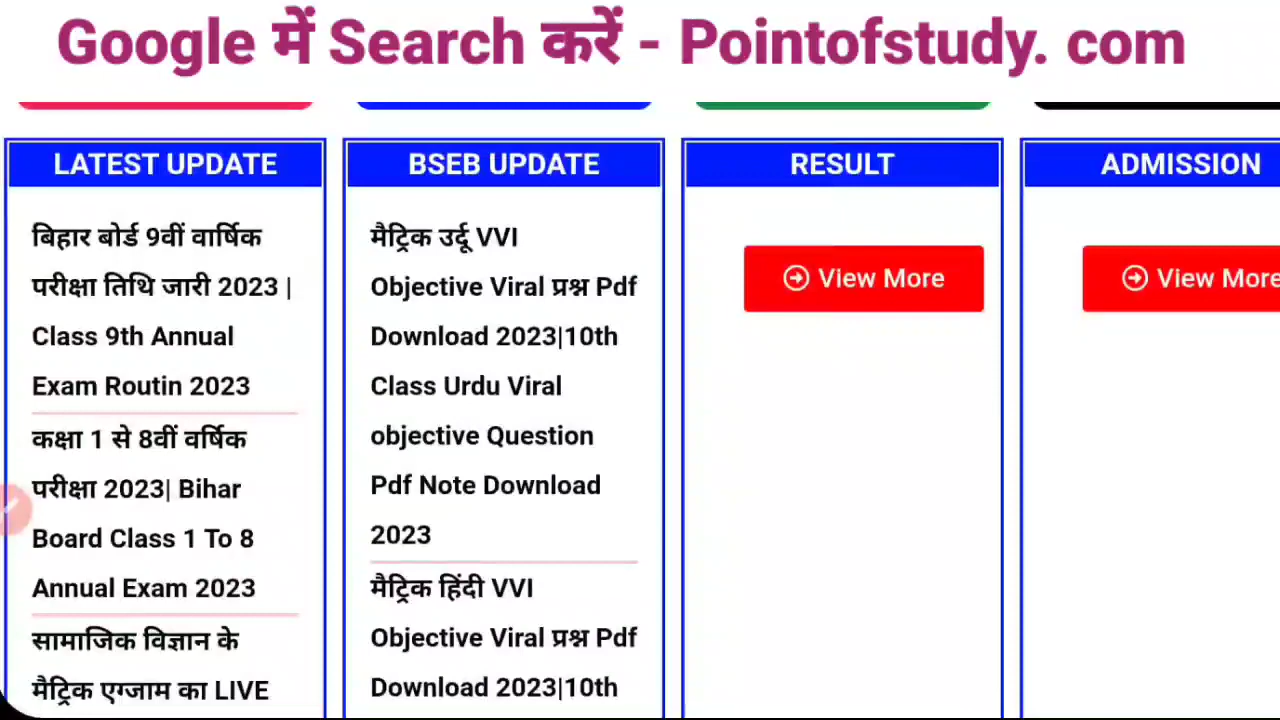 Google में Search करें - Pointofstudy. com
LATEST UPDATE
बिहार बोर्ड 9वीं वार्षिक
परीक्षा तिथि जारी 2023 |
Class 9th Annual
Exam Routin 2023
कक्षा 1 से 8वीं वर्षिक
परीक्षा 2023| Bihar
Board Class 1 To 8
Annual Exam 2023
सामाजिक विज्ञान के
मैट्रिक एग्जाम का LIVE
BSEB UPDATE
मैट्रिक उर्दू VVI
Objective Viral प्रश्न Pdf
Download 2023|10th
Class Urdu Viral
objective Question
Pdf Note Download
2023
मैट्रिक हिंदी VVI
Objective Viral प्रश्न Pdf
Download 2023|10th
RESULT
View More
ADMISSION
View More